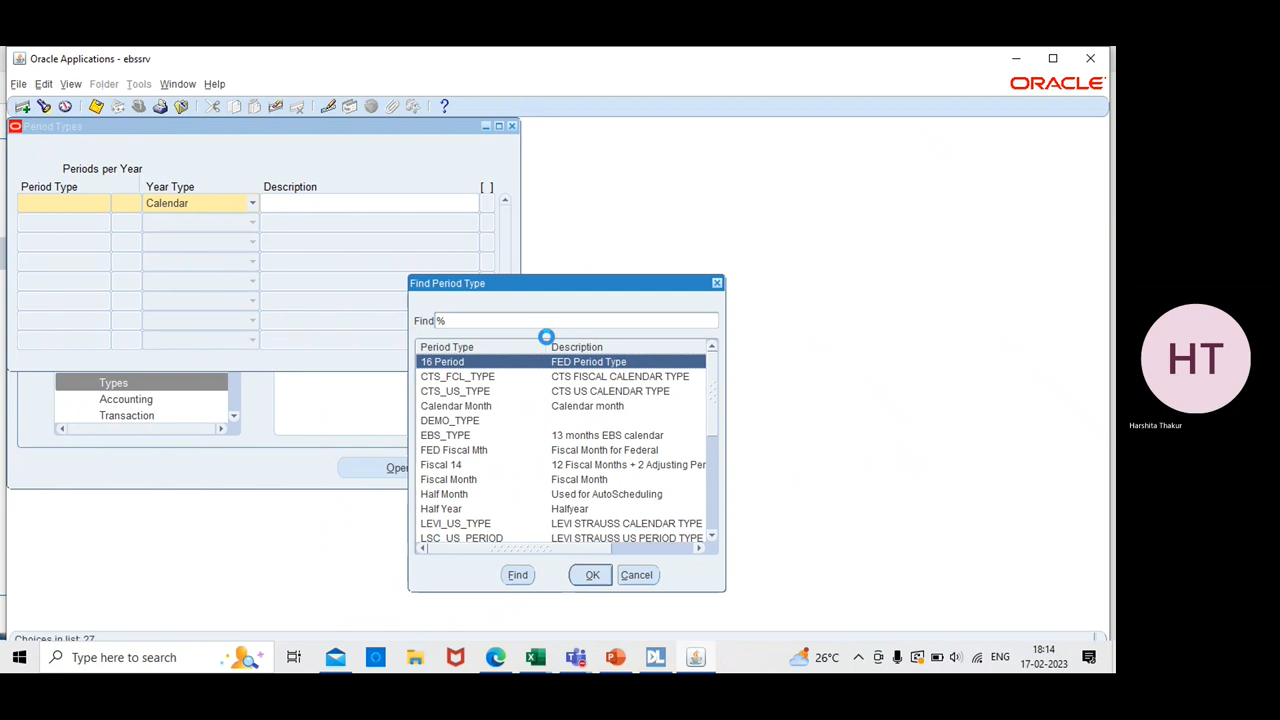 Oracle Applications - ebssrv
File Edit View Folder Tools Window Help
ORACLE
Period Types
Periods per Year
Period Type Year Type Description [ ]
Calendar
Find Period Type
Find %
Period Type Description
16 Period FED Period Type
CTS_FCL_TYPE CTS FISCAL CALENDAR TYPE
CTS_US_TYPE CTS US CALENDAR TYPE
Calendar Month Calendar month
DEMO_TYPE
EBS_TYPE 13 months EBS calendar
FED Fiscal Mth Fiscal Month for Federal
Fiscal 14 12 Fiscal Months + 2 Adjusting Per
Fiscal Month Fiscal Month
Half Month Used for AutoScheduling
Half Year Halfyear
LEVI_US_TYPE LEVI STRAUSS CALENDAR TYPE
LSC_US_PERIOD LEVI STRAUSS US PERIOD TYPE
Find OK Cancel
Types
Accounting
Transaction
Open
Choices in list: 27
HT
Harshita Thakur
Type here to search
26°C
ENG
18:14
17-02-2023